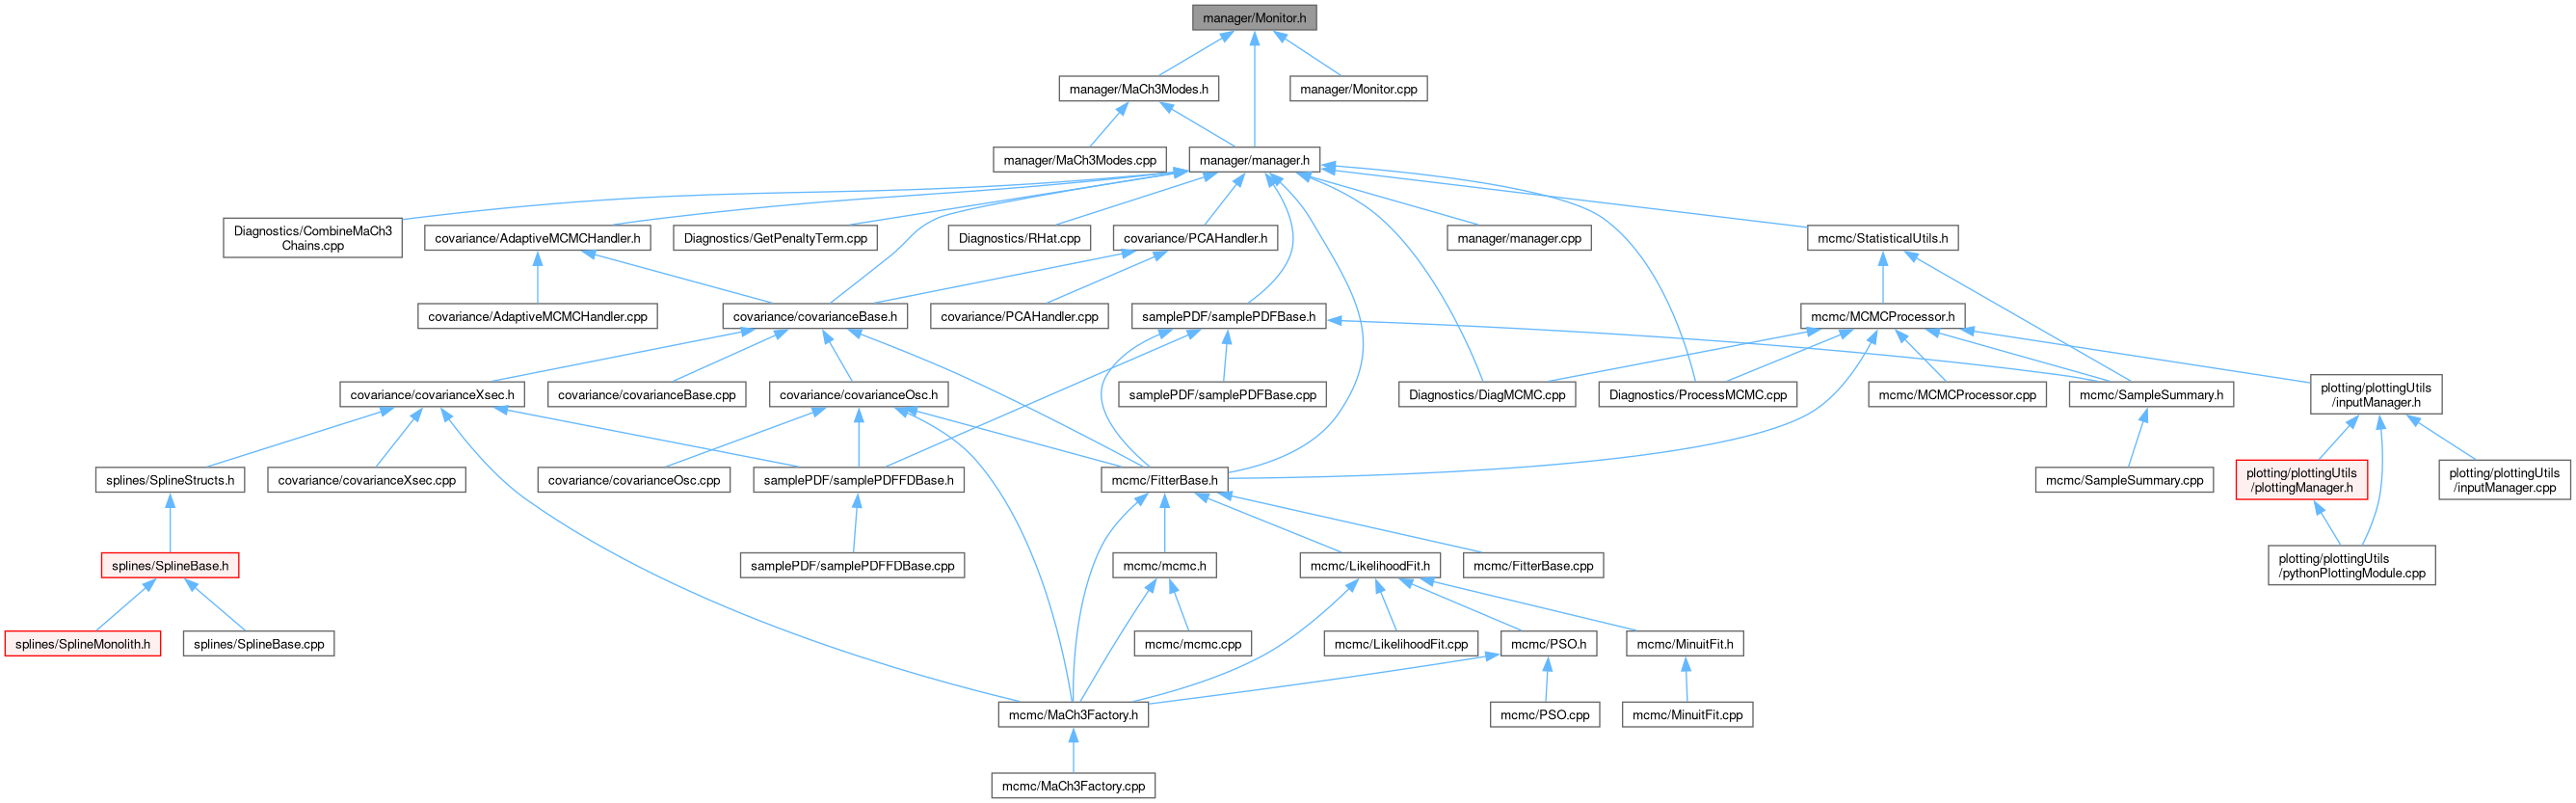 manager/Monitor.h
manager/MaCh3Modes.h
manager/Monitor.cpp
manager/MaCh3Modes.cpp
manager/manager.h
Diagnostics/CombineMaCh3
Chains.cpp
covariance/AdaptiveMCMCHandler.h
Diagnostics/GetPenaltyTerm.cpp
Diagnostics/RHat.cpp
covariance/PCAHandler.h
manager/manager.cpp
mcmc/StatisticalUtils.h
covariance/AdaptiveMCMCHandler.cpp
covariance/covarianceBase.h
covariance/PCAHandler.cpp
samplePDF/samplePDFBase.h
mcmc/MCMCProcessor.h
covariance/covarianceXsec.h
covariance/covarianceBase.cpp
covariance/covarianceOsc.h
samplePDF/samplePDFBase.cpp
Diagnostics/DiagMCMC.cpp
Diagnostics/ProcessMCMC.cpp
mcmc/MCMCProcessor.cpp
mcmc/SampleSummary.h
plotting/plottingUtils
/inputManager.h
splines/SplineStructs.h
covariance/covarianceXsec.cpp
covariance/covarianceOsc.cpp
samplePDF/samplePDFFDBase.h
mcmc/FitterBase.h
mcmc/SampleSummary.cpp
plotting/plottingUtils
/plottingManager.h
plotting/plottingUtils
/inputManager.cpp
splines/SplineBase.h
samplePDF/samplePDFFDBase.cpp
mcmc/mcmc.h
mcmc/LikelihoodFit.h
mcmc/FitterBase.cpp
plotting/plottingUtils
/pythonPlottingModule.cpp
splines/SplineMonolith.h
splines/SplineBase.cpp
mcmc/mcmc.cpp
mcmc/LikelihoodFit.cpp
mcmc/PSO.h
mcmc/MinuitFit.h
mcmc/MaCh3Factory.h
mcmc/PSO.cpp
mcmc/MinuitFit.cpp
mcmc/MaCh3Factory.cpp